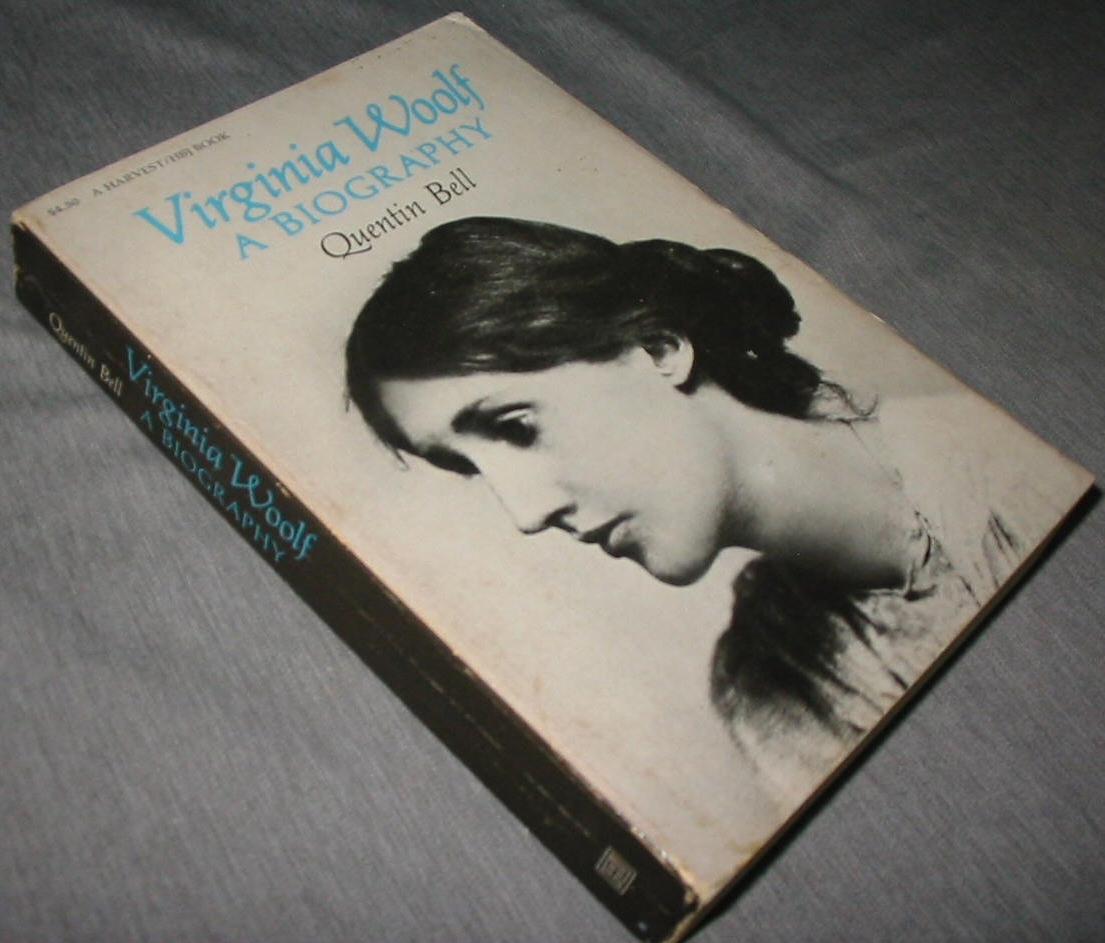 $4.50 A HARVEST/HBJ BOOK
Virginia Woolf
A BIOGRAPHY
Quentin Bell
Quentin Bell
Virginia Woolf
A BIOGRAPHY